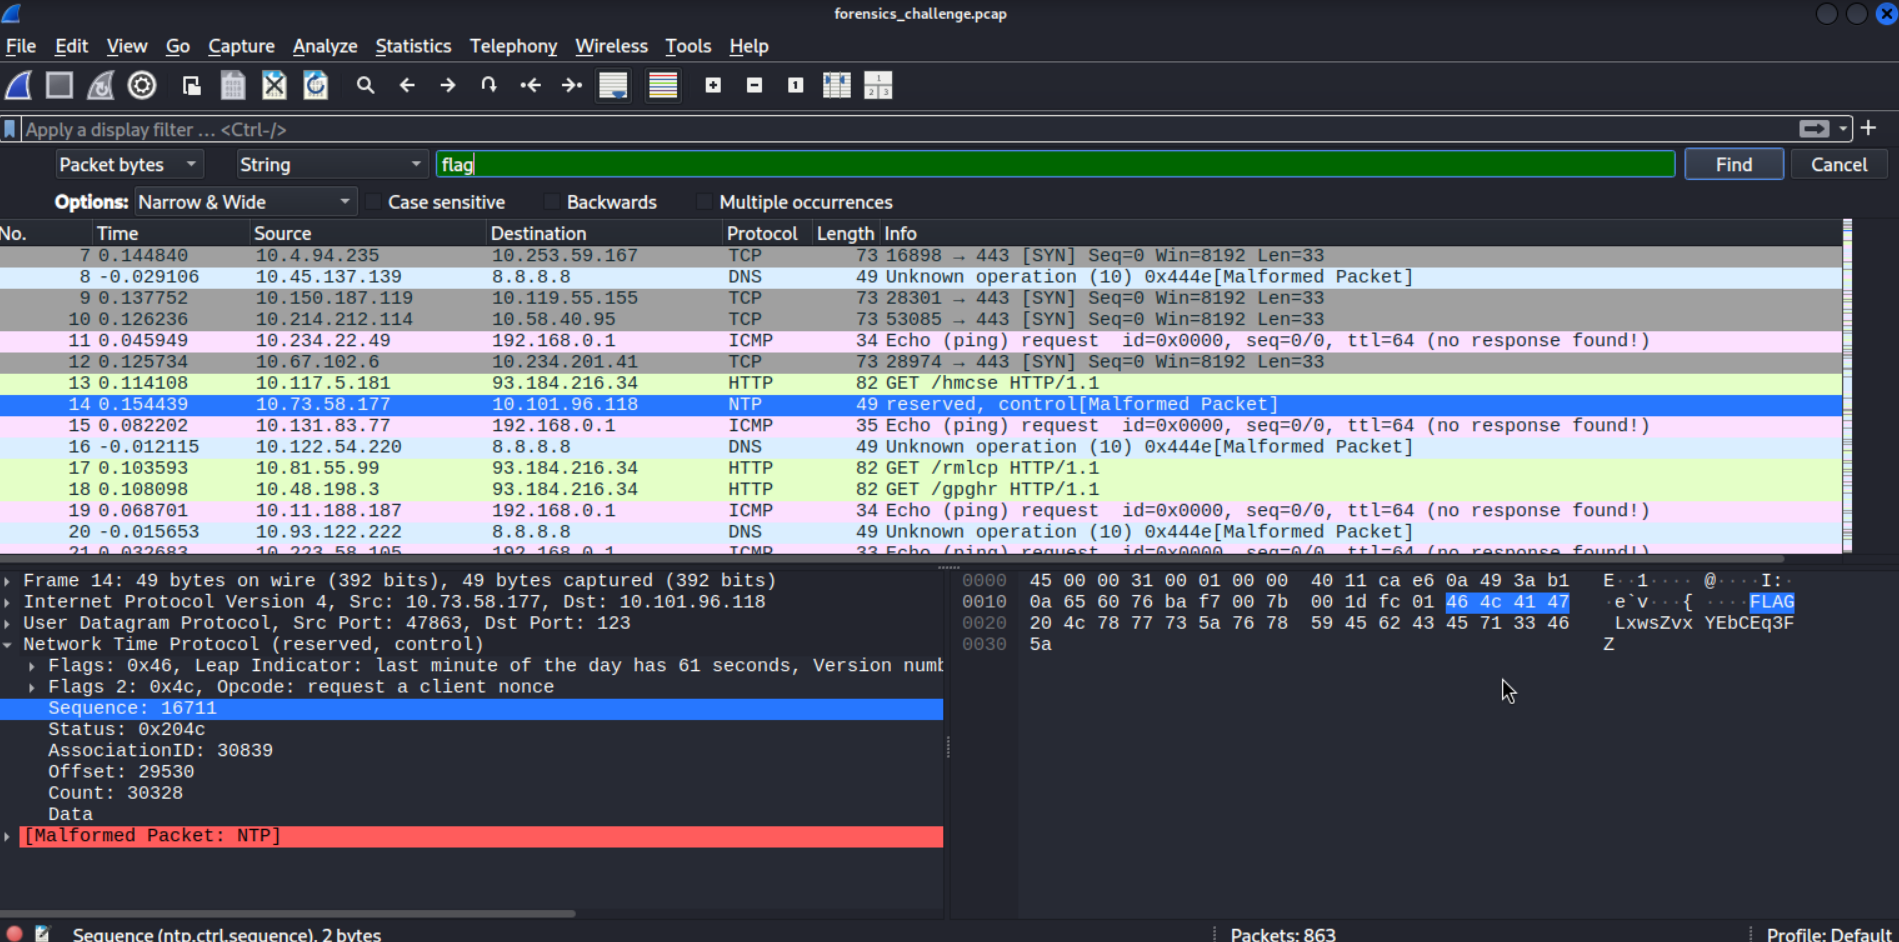 forensics_challenge.pcap
File Edit View Go Capture Analyze Statistics Telephony Wireless Tools Help
Apply a display filter ... <Ctrl-/>
Packet bytes String flag Find Cancel
Options: Narrow & Wide Case sensitive Backwards Multiple occurrences
No. Time Source Destination Protocol Length Info
7 0.144840 10.4.94.235 10.253.59.167 TCP 73 16898 → 443 [SYN] Seq=0 Win=8192 Len=33
8 -0.029106 10.45.137.139 8.8.8.8 DNS 49 Unknown operation (10) 0x444e[Malformed Packet]
9 0.137752 10.150.187.119 10.119.55.155 TCP 73 28301 → 443 [SYN] Seq=0 Win=8192 Len=33
10 0.126236 10.214.212.114 10.58.40.95 TCP 73 53085 → 443 [SYN] Seq=0 Win=8192 Len=33
11 0.045949 10.234.22.49 192.168.0.1 ICMP 34 Echo (ping) request id=0x0000, seq=0/0, ttl=64 (no response found!)
12 0.125734 10.67.102.6 10.234.201.41 TCP 73 28974 → 443 [SYN] Seq=0 Win=8192 Len=33
13 0.114108 10.117.5.181 93.184.216.34 HTTP 82 GET /hmcse HTTP/1.1
14 0.154439 10.73.58.177 10.101.96.118 NTP 49 reserved, control[Malformed Packet]
15 0.082202 10.131.83.77 192.168.0.1 ICMP 35 Echo (ping) request id=0x0000, seq=0/0, ttl=64 (no response found!)
16 -0.012115 10.122.54.220 8.8.8.8 DNS 49 Unknown operation (10) 0x444e[Malformed Packet]
17 0.103593 10.81.55.99 93.184.216.34 HTTP 82 GET /rmlcp HTTP/1.1
18 0.108098 10.48.198.3 93.184.216.34 HTTP 82 GET /gpghr HTTP/1.1
19 0.068701 10.11.188.187 192.168.0.1 ICMP 34 Echo (ping) request id=0x0000, seq=0/0, ttl=64 (no response found!)
20 -0.015653 10.93.122.222 8.8.8.8 DNS 49 Unknown operation (10) 0x444e[Malformed Packet]
21 0.032683 10.223.58.105 192.168.0.1 ICMP 33 Echo (ping) request id=0x0000, seq=0/0, ttl=64 (no response found!)
Frame 14: 49 bytes on wire (392 bits), 49 bytes captured (392 bits)
Internet Protocol Version 4, Src: 10.73.58.177, Dst: 10.101.96.118
User Datagram Protocol, Src Port: 47863, Dst Port: 123
Network Time Protocol (reserved, control)
Flags: 0x46, Leap Indicator: last minute of the day has 61 seconds, Version numb
Flags 2: 0x4c, Opcode: request a client nonce
Sequence: 16711
Status: 0x204c
AssociationID: 30839
Offset: 29530
Count: 30328
Data
[Malformed Packet: NTP]
0000 45 00 00 31 00 01 00 00 40 11 ca e6 0a 49 3a b1 E··1···· @····I:·
0010 0a 65 60 76 ba f7 00 7b 00 1d fc 01 46 4c 41 47 ·e`v···{ ····FLAG
0020 20 4c 78 77 73 5a 76 78 59 45 62 43 45 71 33 46 LxwsZvx YEbCEq3F
0030 5a Z
Sequence (ntp.ctrl.sequence), 2 bytes Packets: 863 Profile: Default